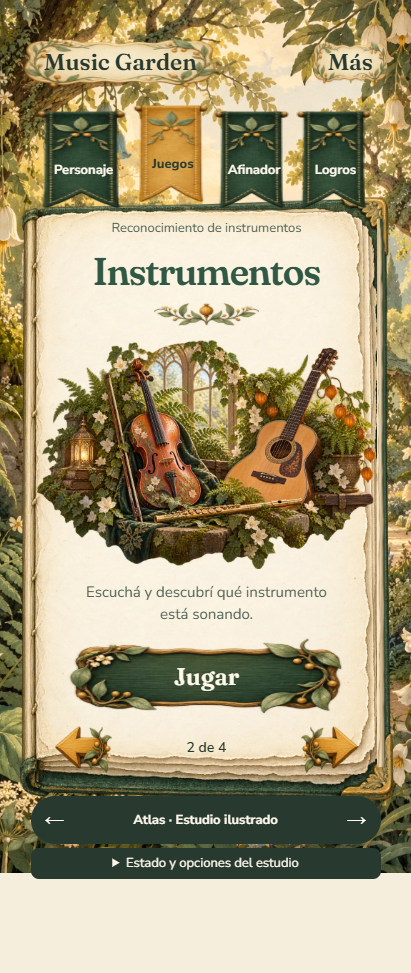 Music Garden
Más
Personaje
Juegos
Afinador
Logros
Reconocimiento de instrumentos
Instrumentos
Escuchá y descubrí qué instrumento
está sonando.
Jugar
2 de 4
← Atlas · Estudio ilustrado →
▶ Estado y opciones del estudio